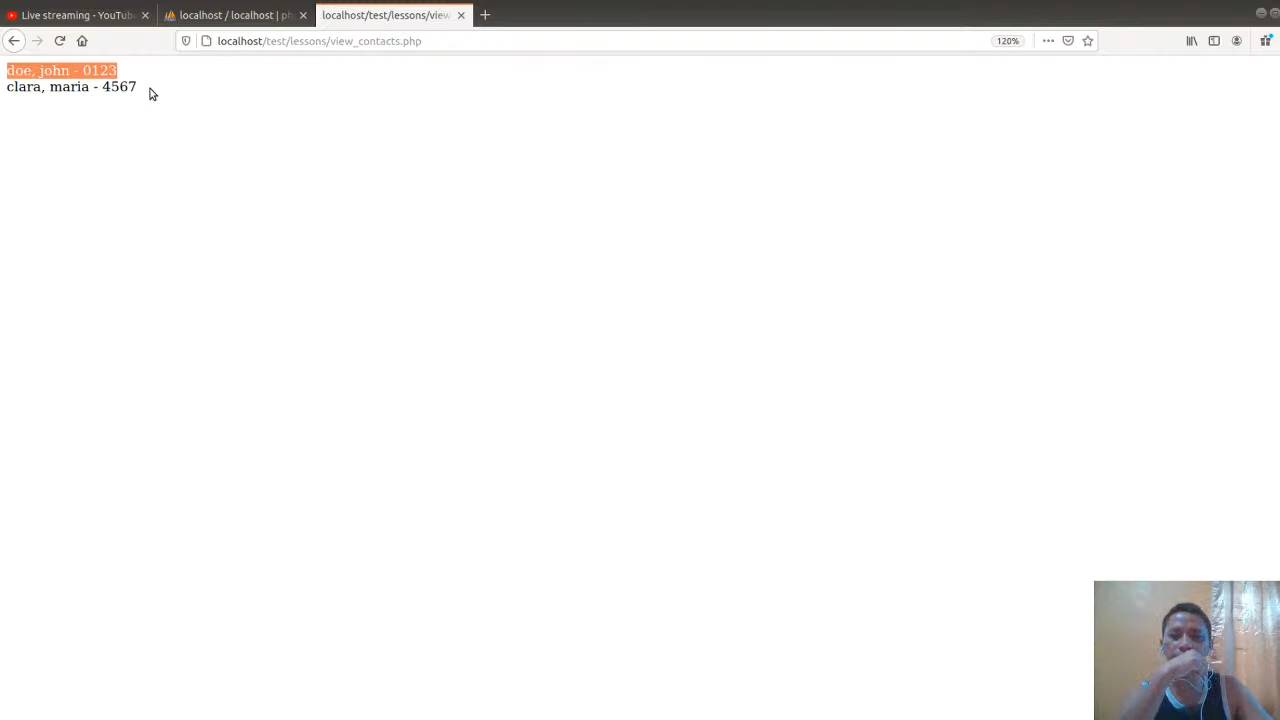 Live streaming - YouTub
localhost / localhost | ph
localhost/test/lessons/view
localhost/test/lessons/view_contacts.php
120%
doe, john - 0123
clara, maria - 4567